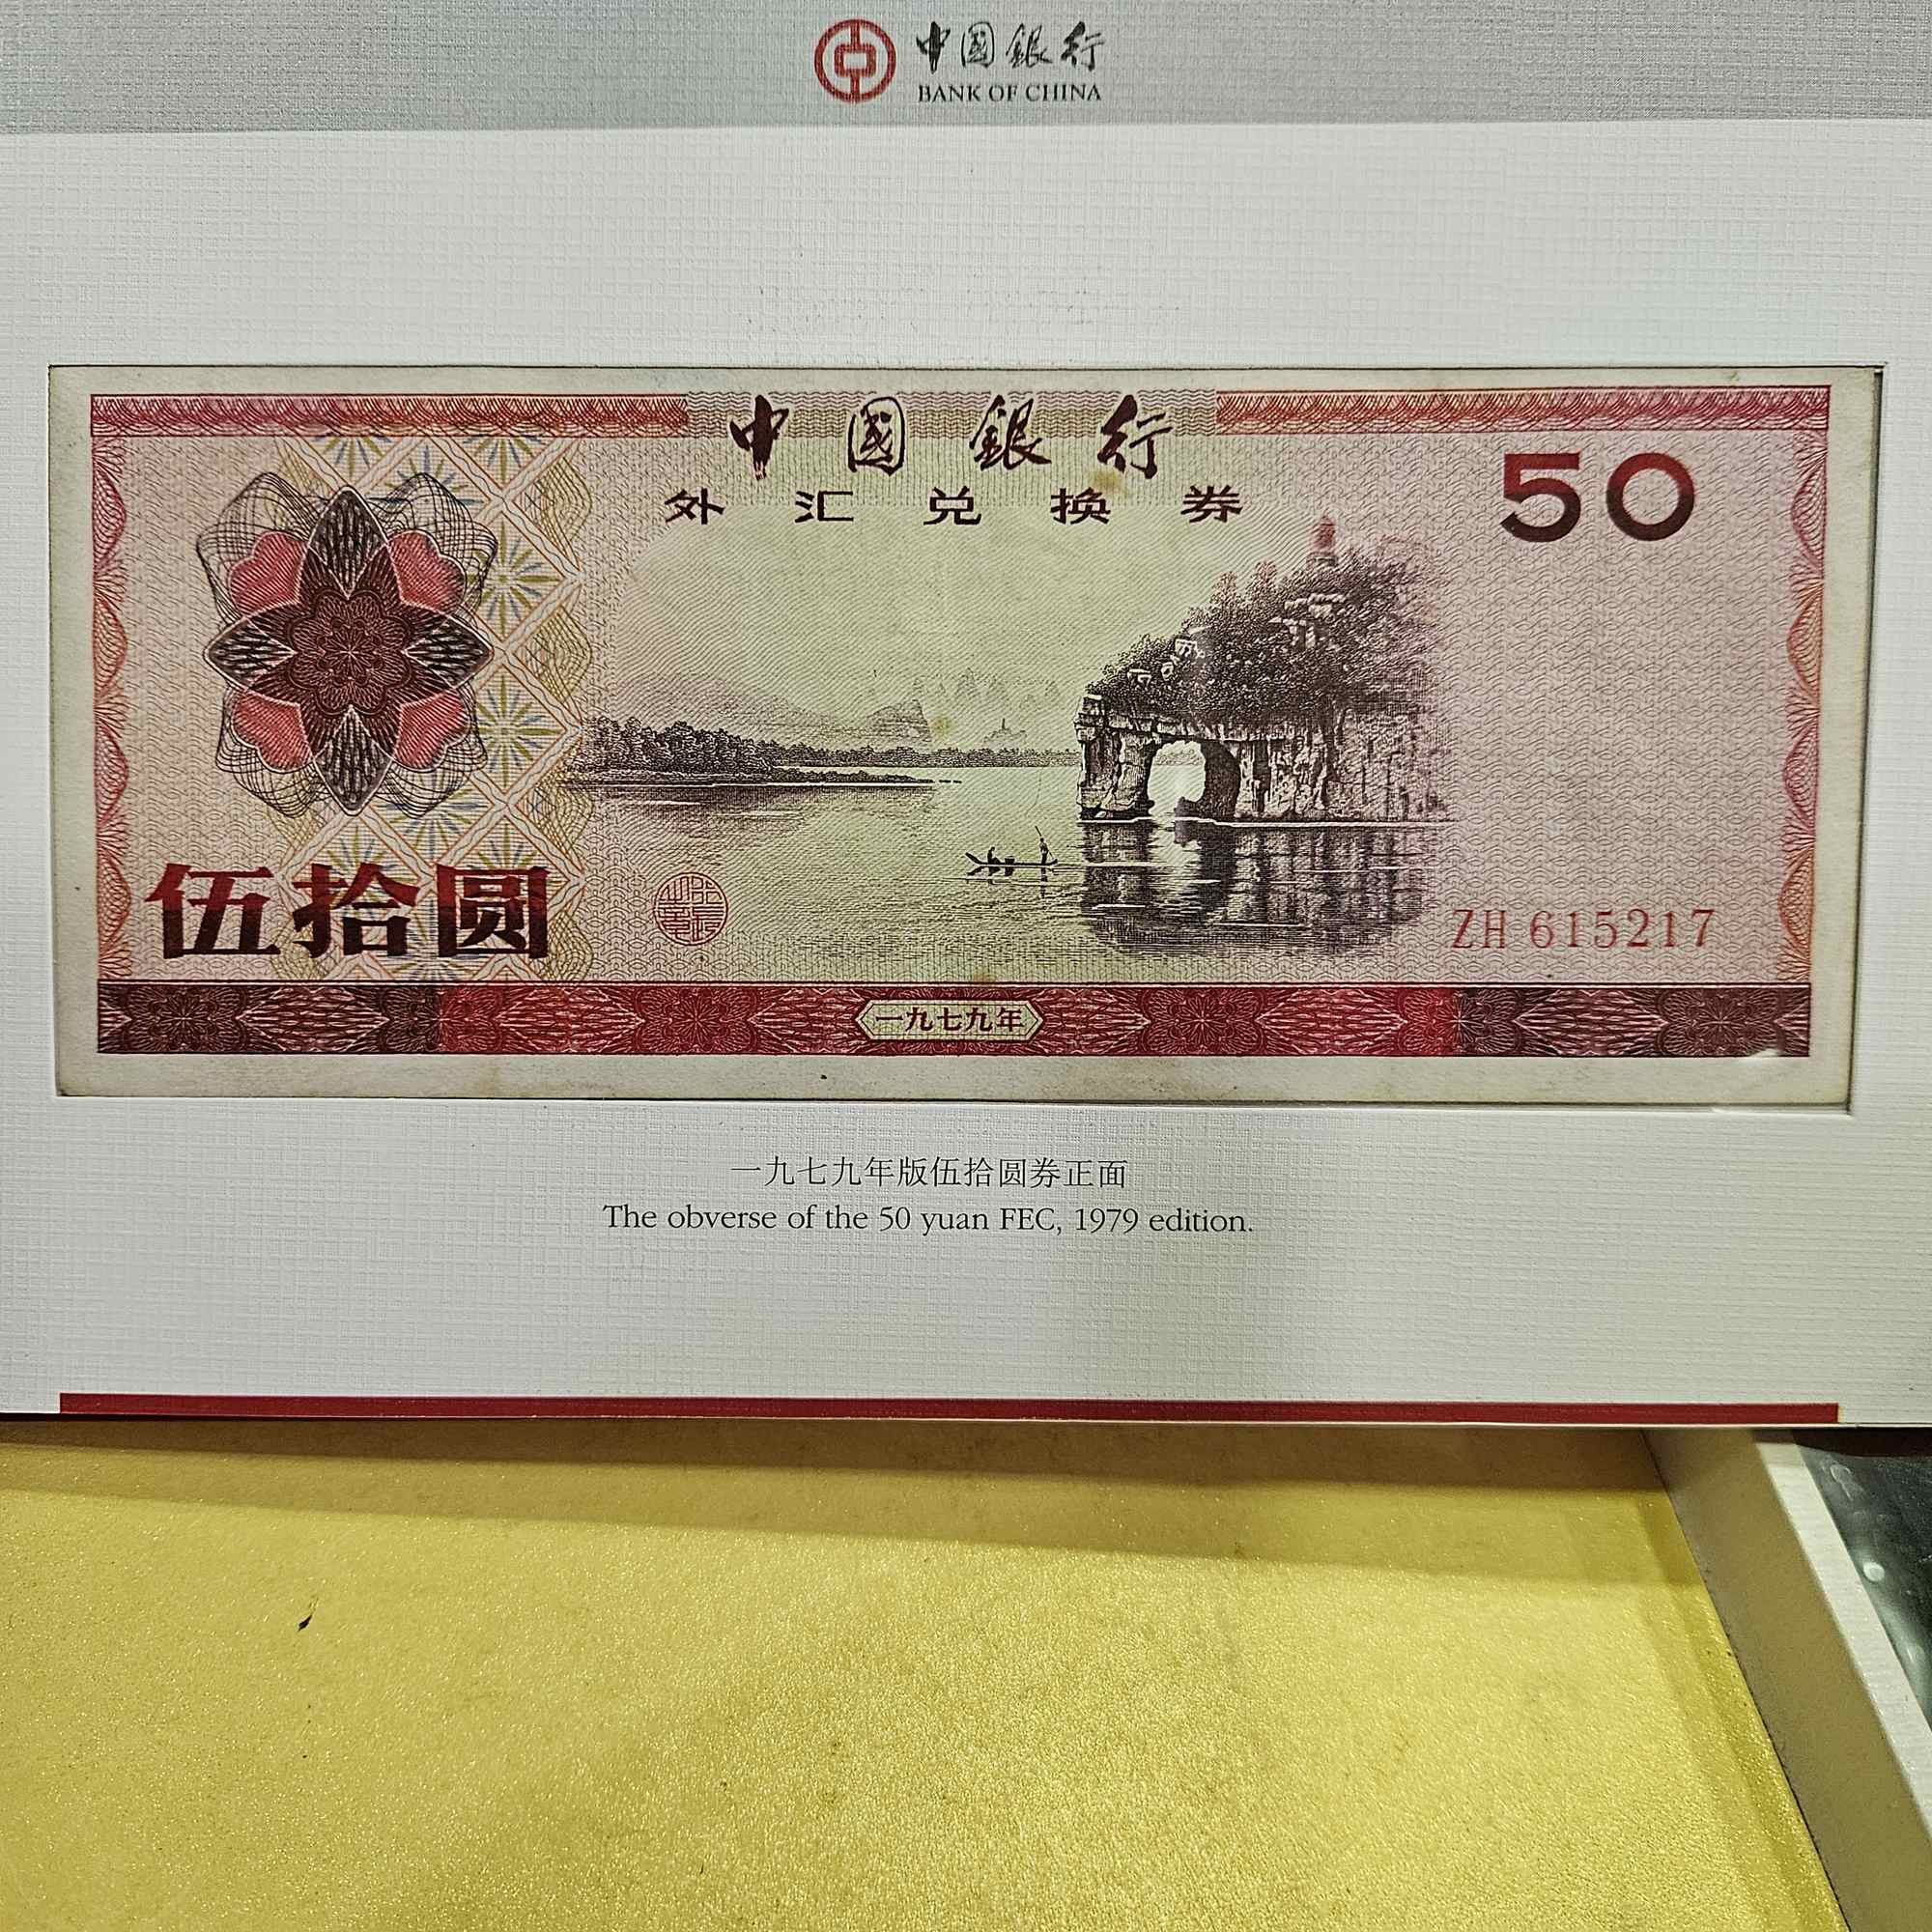 中國銀行
BANK OF CHINA
中國銀行
外汇兑换券
50
伍拾圆
ZH 615217
一九七九年
一九七九年版伍拾圆券正面
The obverse of the 50 yuan FEC, 1979 edition.